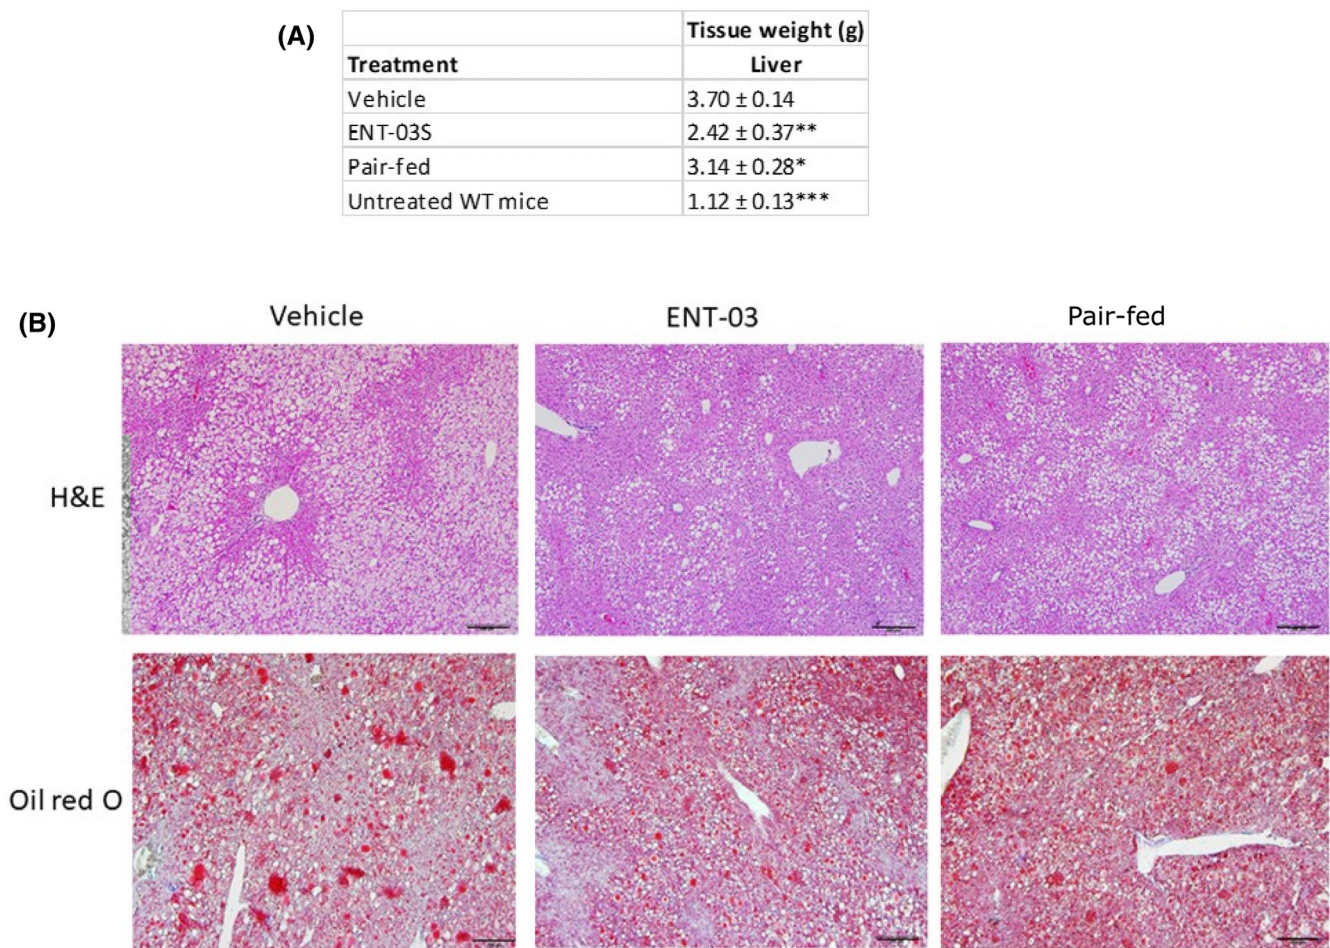 (A)
Tissue weight (g)
Treatment Liver
Vehicle 3.70 ± 0.14
ENT-03S 2.42 ± 0.37**
Pair-fed 3.14 ± 0.28*
Untreated WT mice 1.12 ± 0.13***
(B)
Vehicle ENT-03 Pair-fed
H&E
Oil red O